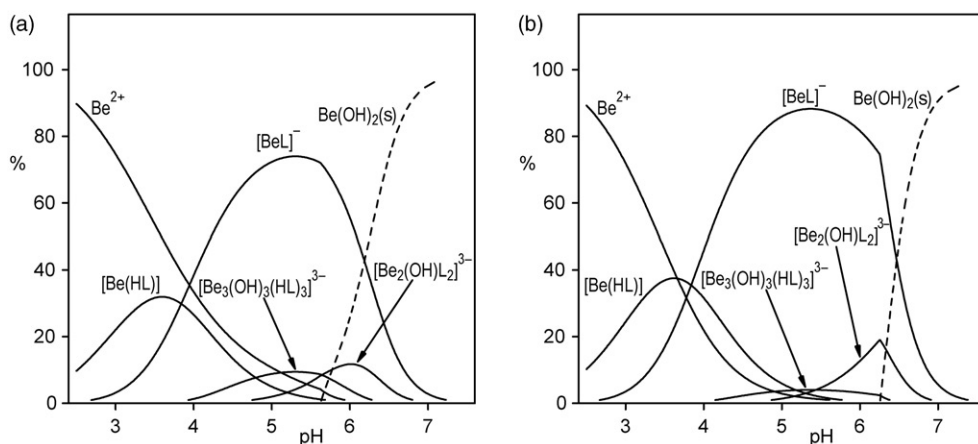 (a)
100
80
%
60
40
20
0
3
4
5
pH
6
7
Be²⁺
[Be(HL)]
[BeL]⁻
[Be₃(OH)₃(HL)₃]³⁻
Be(OH)₂(s)
[Be₂(OH)L₂]³⁻
(b)
100
80
%
60
40
20
0
3
4
5
pH
6
7
Be²⁺
[Be(HL)]
[BeL]⁻
[Be₃(OH)₃(HL)₃]³⁻
Be(OH)₂(s)
[Be₂(OH)L₂]³⁻